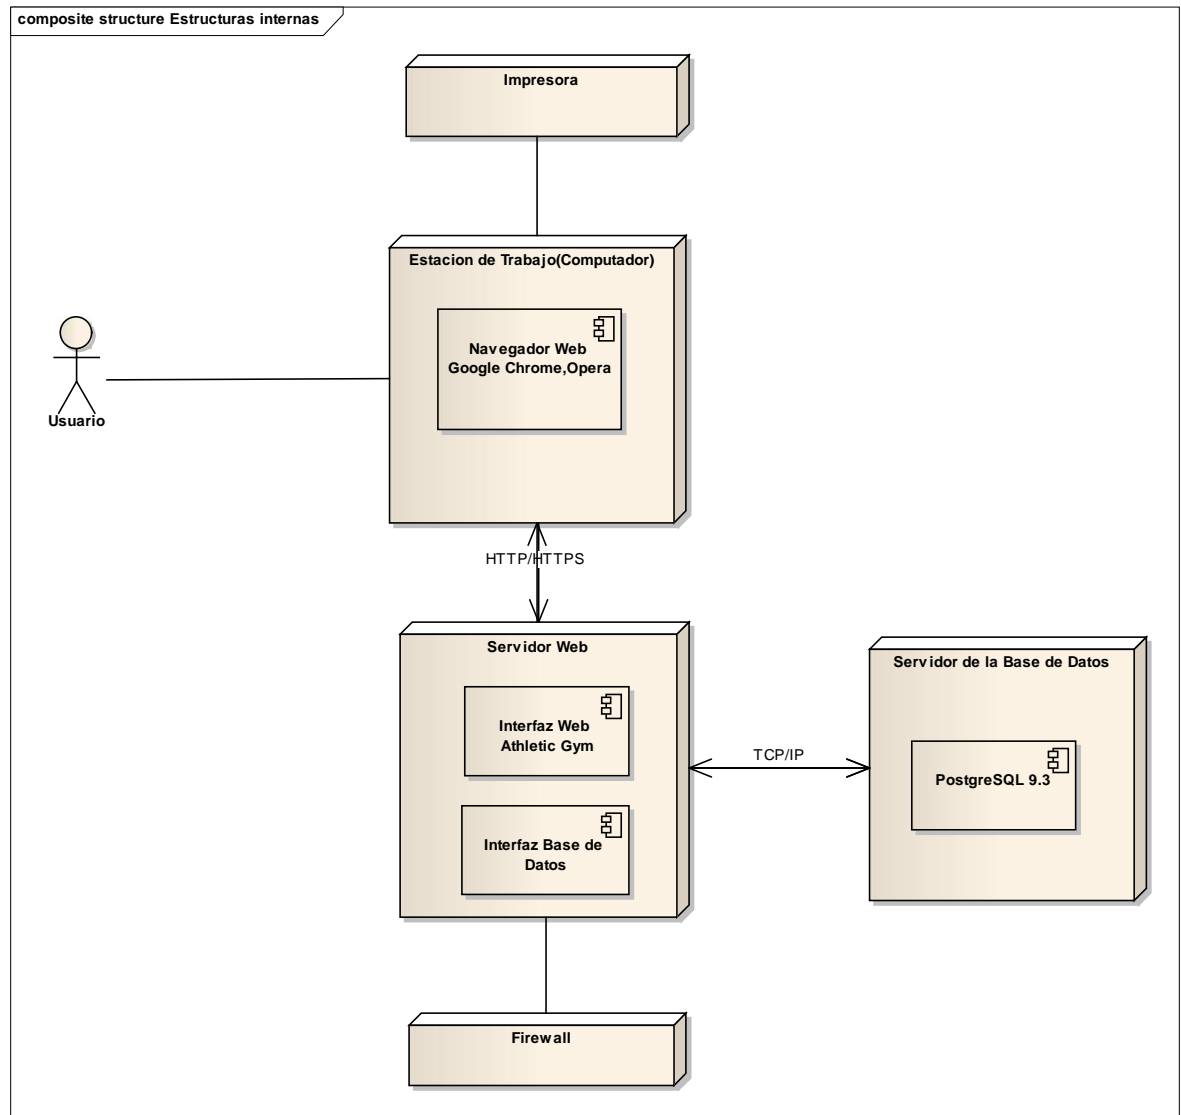 composite structure Estructuras internas
Impresora
Estacion de Trabajo(Computador)
Navegador Web
Google Chrome,Opera
Usuario
HTTP/HTTPS
Servidor Web
Interfaz Web
Athletic Gym
Interfaz Base de
Datos
TCP/IP
Servidor de la Base de Datos
PostgreSQL 9.3
Firewall